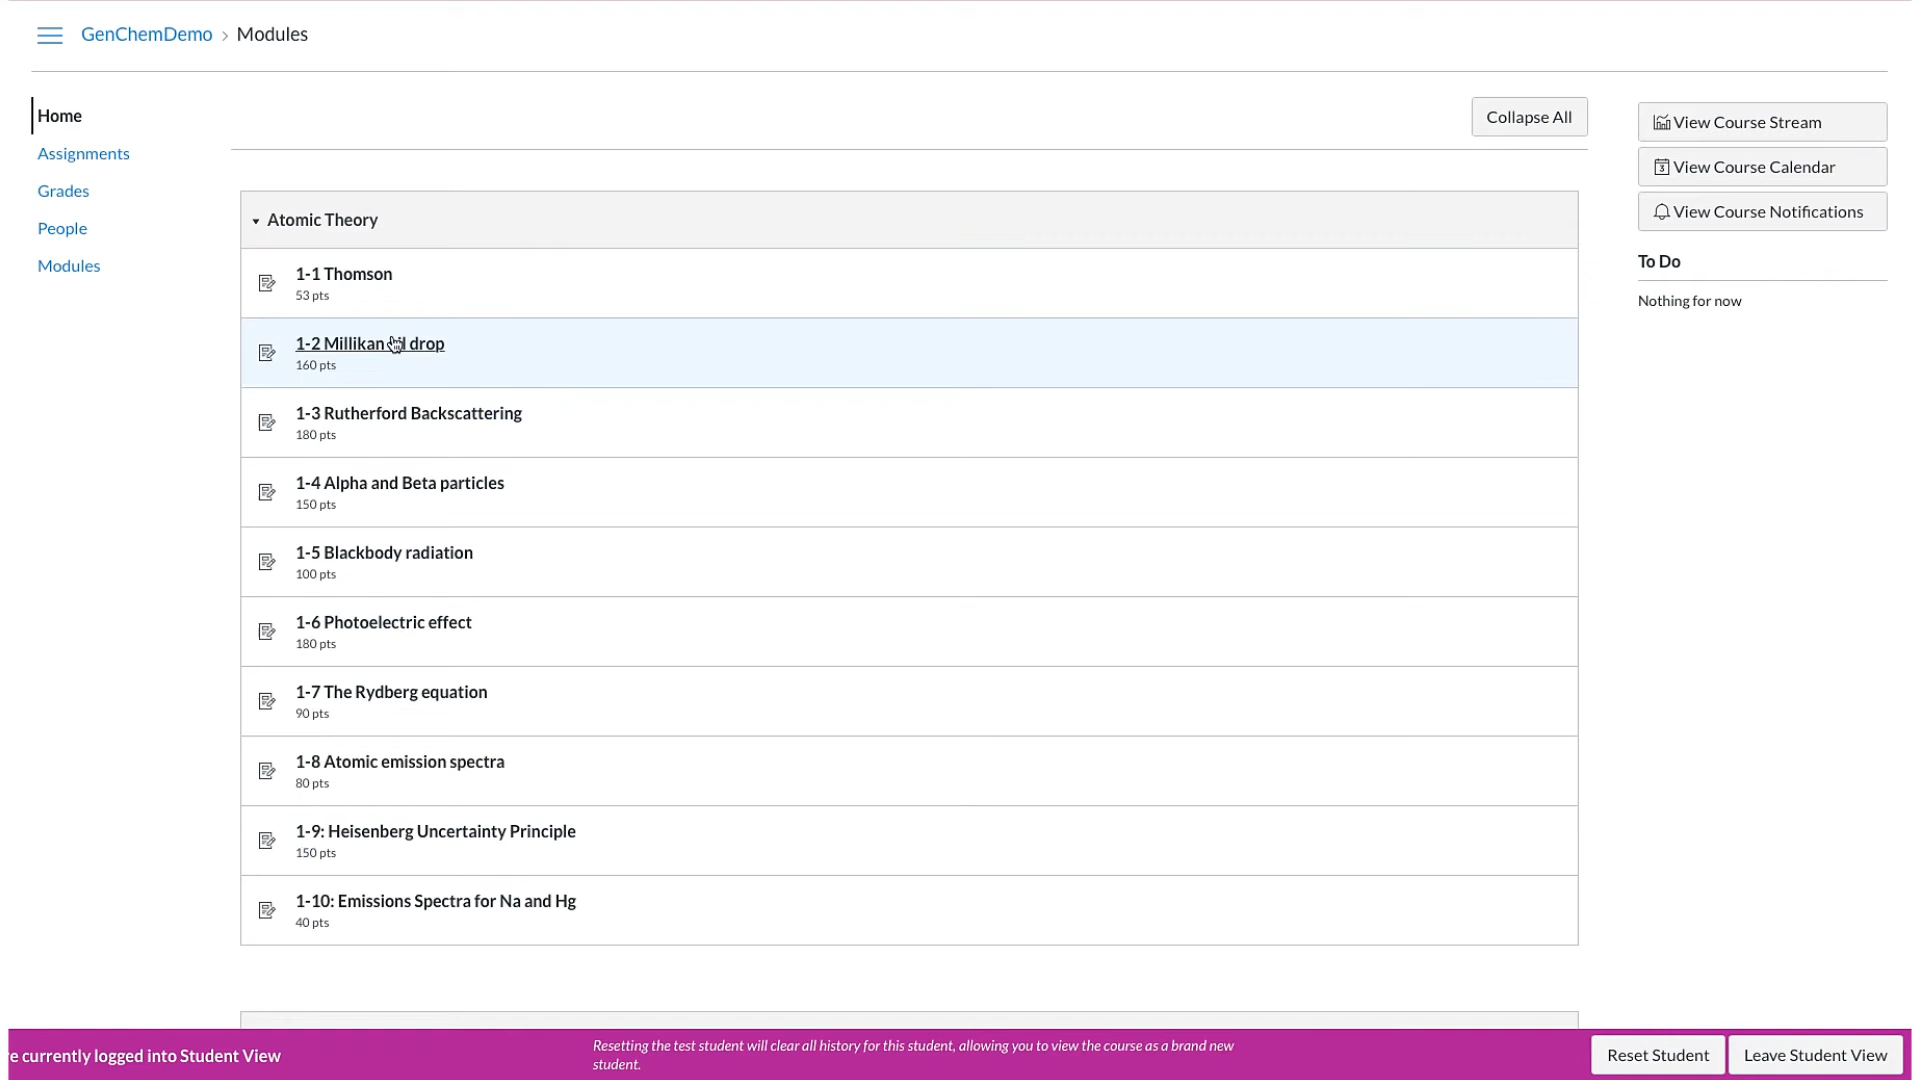 GenChemDemo › Modules
Home
Assignments
Grades
People
Modules
Collapse All
Atomic Theory
1-1 Thomson
53 pts
1-2 Millikan drop
160 pts
1-3 Rutherford Backscattering
180 pts
1-4 Alpha and Beta particles
150 pts
1-5 Blackbody radiation
100 pts
1-6 Photoelectric effect
180 pts
1-7 The Rydberg equation
90 pts
1-8 Atomic emission spectra
80 pts
1-9: Heisenberg Uncertainty Principle
150 pts
1-10: Emissions Spectra for Na and Hg
40 pts
View Course Stream
View Course Calendar
View Course Notifications
To Do
Nothing for now
e currently logged into Student View
Resetting the test student will clear all history for this student, allowing you to view the course as a brand new
student.
Reset Student
Leave Student View